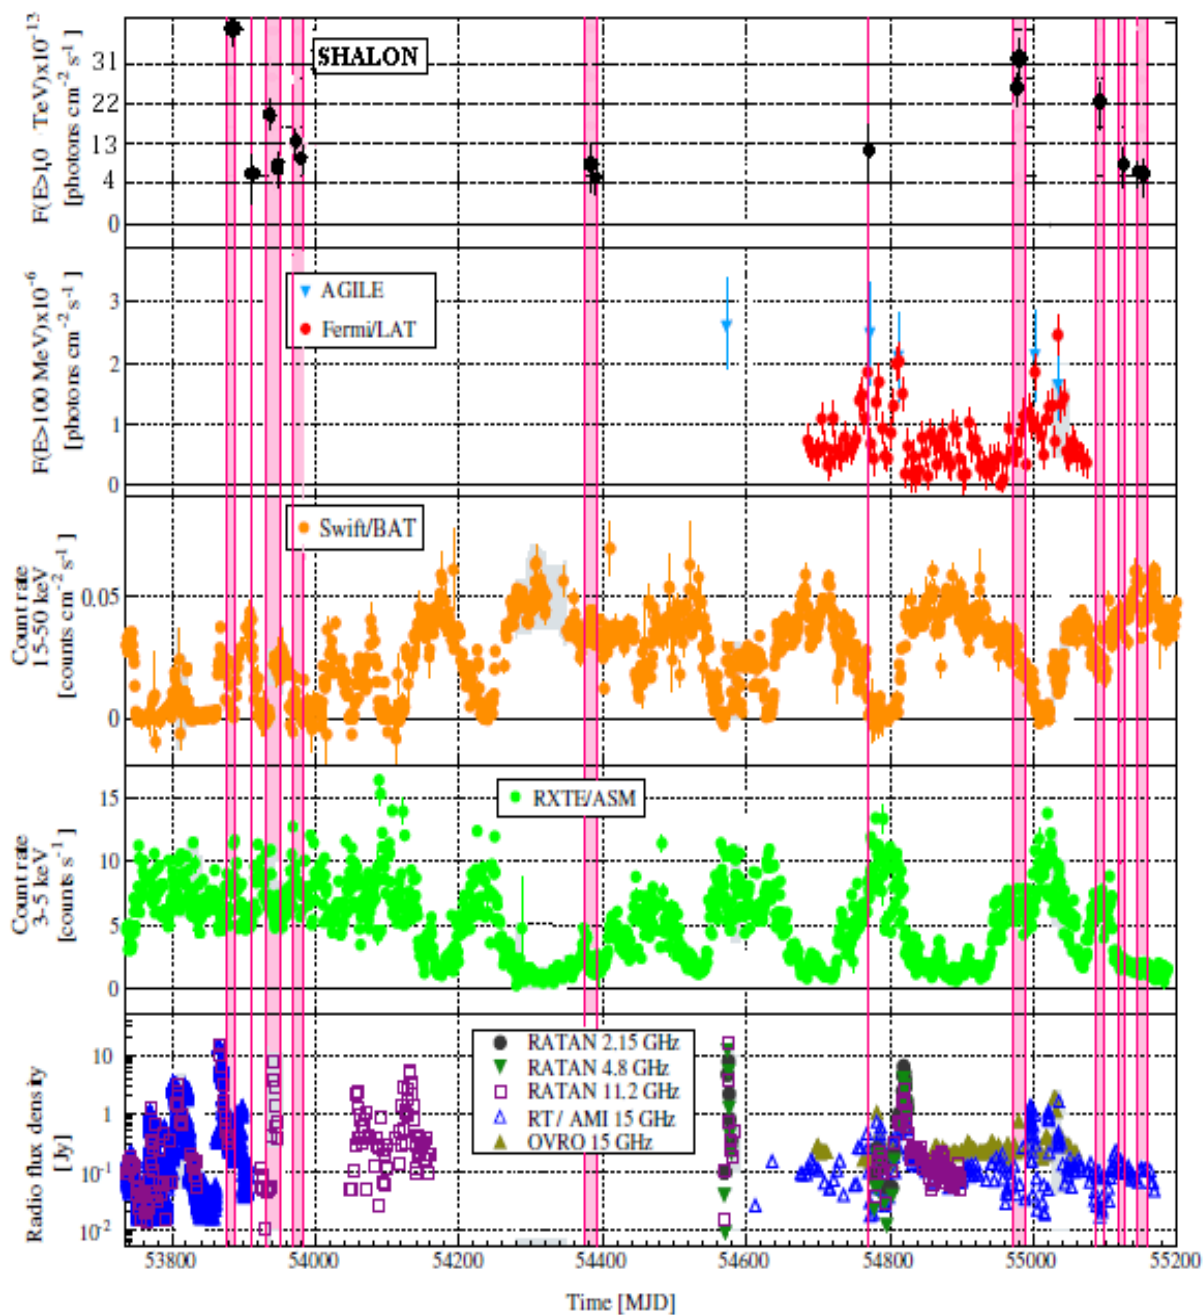 F(E>1,0 TeV)x10⁻¹³
[photons cm⁻² s⁻¹]
31
22
13
4
0
SHALON
F(E>100 MeV)x10⁻⁶
[photons cm⁻² s⁻¹]
3
2
1
0
AGILE
Fermi/LAT
Count rate
15-50 keV
[counts cm⁻² s⁻¹]
0.05
0
Swift/BAT
Count rate
3-5 keV
[counts s⁻¹]
15
10
5
0
RXTE/ASM
Radio flux density
[Jy]
10
1
10⁻¹
10⁻²
RATAN 2.15 GHz
RATAN 4.8 GHz
RATAN 11.2 GHz
RT/ AMI 15 GHz
OVRO 15 GHz
53800 54000 54200 54400 54600 54800 55000 55200
Time [MJD]